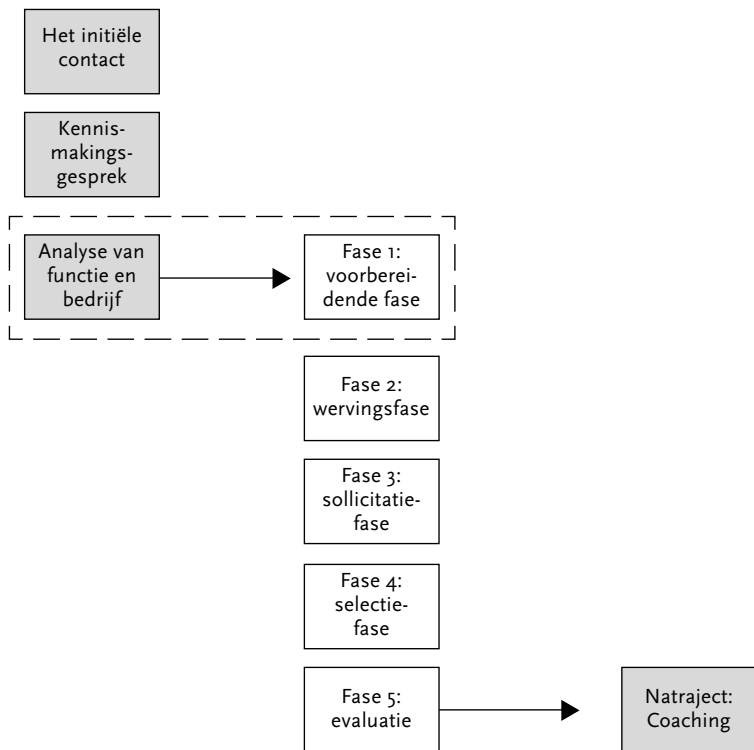 Het initiële
contact
Kennis-
makings-
gesprek
Analyse van
functie en
bedrijf
Fase 1:
voorberei-
dende fase
Fase 2:
wervingsfase
Fase 3:
sollicitatie-
fase
Fase 4:
selectie-
fase
Fase 5:
evaluatie
Natraject:
Coaching